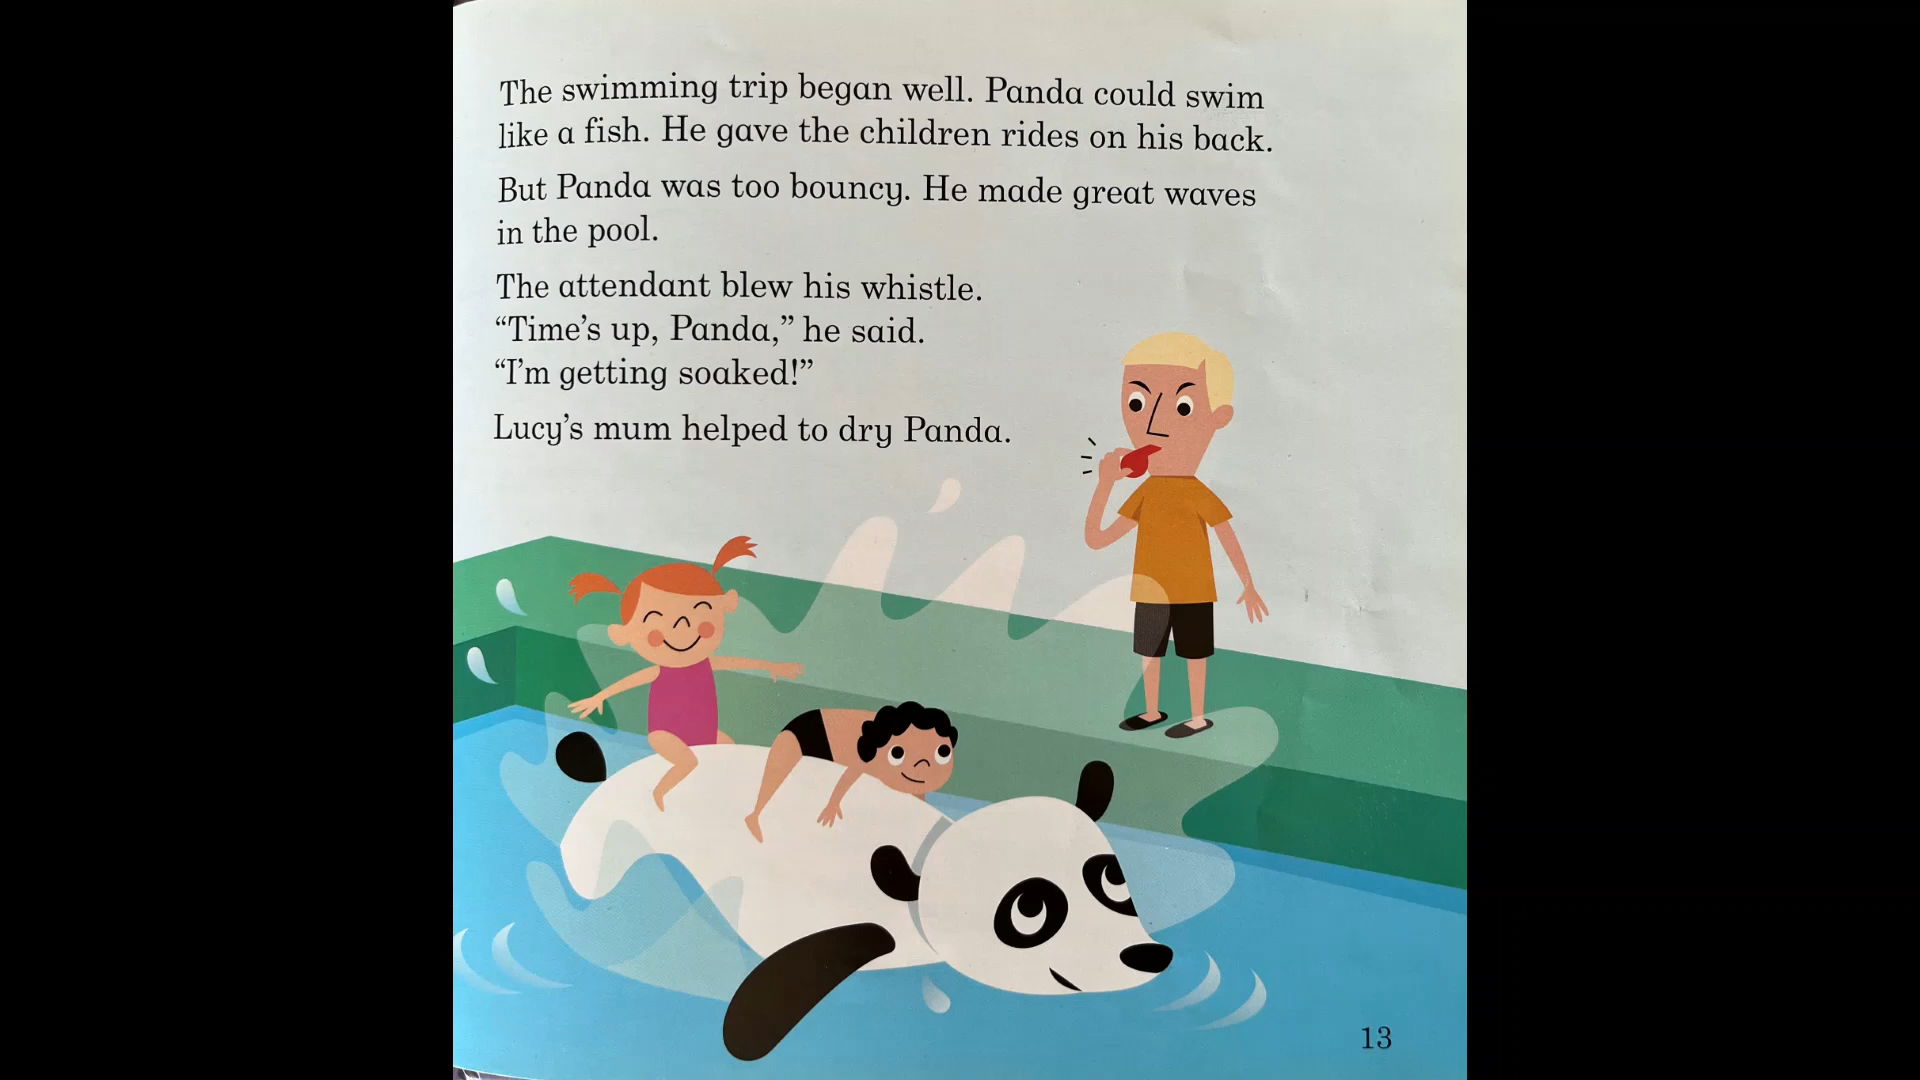 The swimming trip began well. Panda could swim
like a fish. He gave the children rides on his back.
But Panda was too bouncy. He made great waves
in the pool.
The attendant blew his whistle.
“Time’s up, Panda,” he said.
“I’m getting soaked!”
Lucy’s mum helped to dry Panda.
13